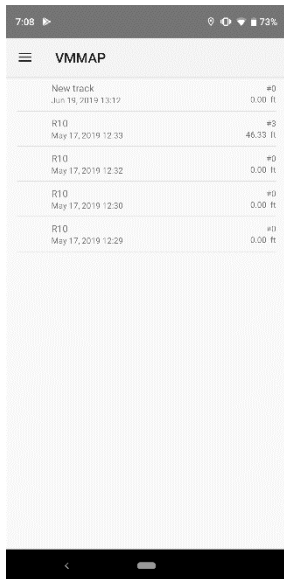 7:08 73%
VMMAP
New track #0
Jun 19, 2019 13:12 0.00 ft
R10 #3
May 17, 2019 12:33 46.33 ft
R10 #0
May 17, 2019 12:32 0.00 ft
R10 #0
May 17, 2019 12:30 0.00 ft
R10 #0
May 17, 2019 12:29 0.00 ft